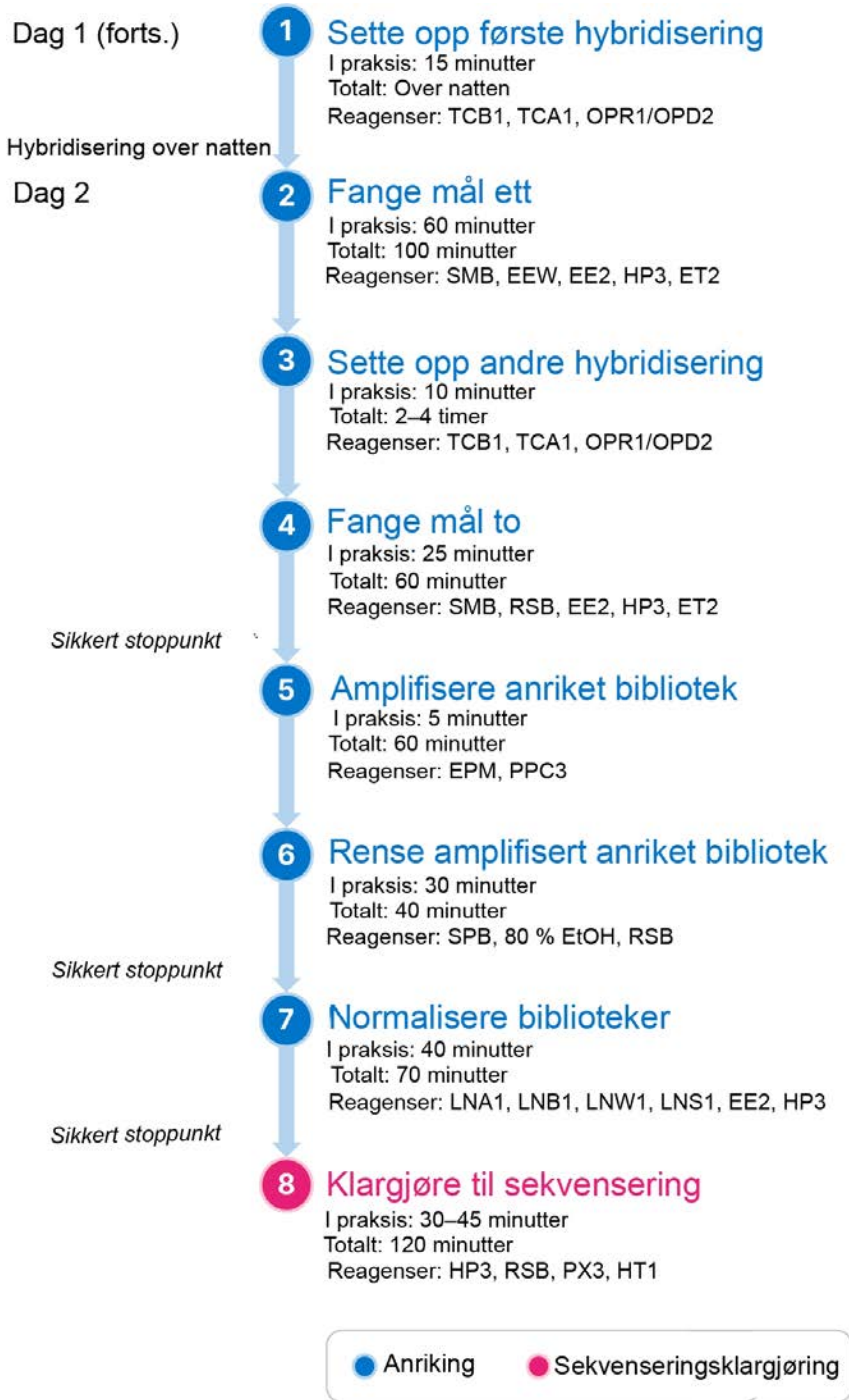 Dag 1 (forts.)
1 Sette opp første hybridisering
I praksis: 15 minutter
Totalt: Over natten
Reagenser: TCB1, TCA1, OPR1/OPD2
Hybridisering over natten
Dag 2
2 Fange mål ett
I praksis: 60 minutter
Totalt: 100 minutter
Reagenser: SMB, EEW, EE2, HP3, ET2
3 Sette opp andre hybridisering
I praksis: 10 minutter
Totalt: 2–4 timer
Reagenser: TCB1, TCA1, OPR1/OPD2
4 Fange mål to
I praksis: 25 minutter
Totalt: 60 minutter
Reagenser: SMB, RSB, EE2, HP3, ET2
Sikkert stoppunkt
5 Amplifisere anriket bibliotek
I praksis: 5 minutter
Totalt: 60 minutter
Reagenser: EPM, PPC3
6 Rense amplifisert anriket bibliotek
I praksis: 30 minutter
Totalt: 40 minutter
Reagenser: SPB, 80 % EtOH, RSB
Sikkert stoppunkt
7 Normalisere biblioteker
I praksis: 40 minutter
Totalt: 70 minutter
Reagenser: LNA1, LNB1, LNW1, LNS1, EE2, HP3
Sikkert stoppunkt
8 Klargjøre til sekvensering
I praksis: 30–45 minutter
Totalt: 120 minutter
Reagenser: HP3, RSB, PX3, HT1
Anriking Sekvenseringsklargjøring